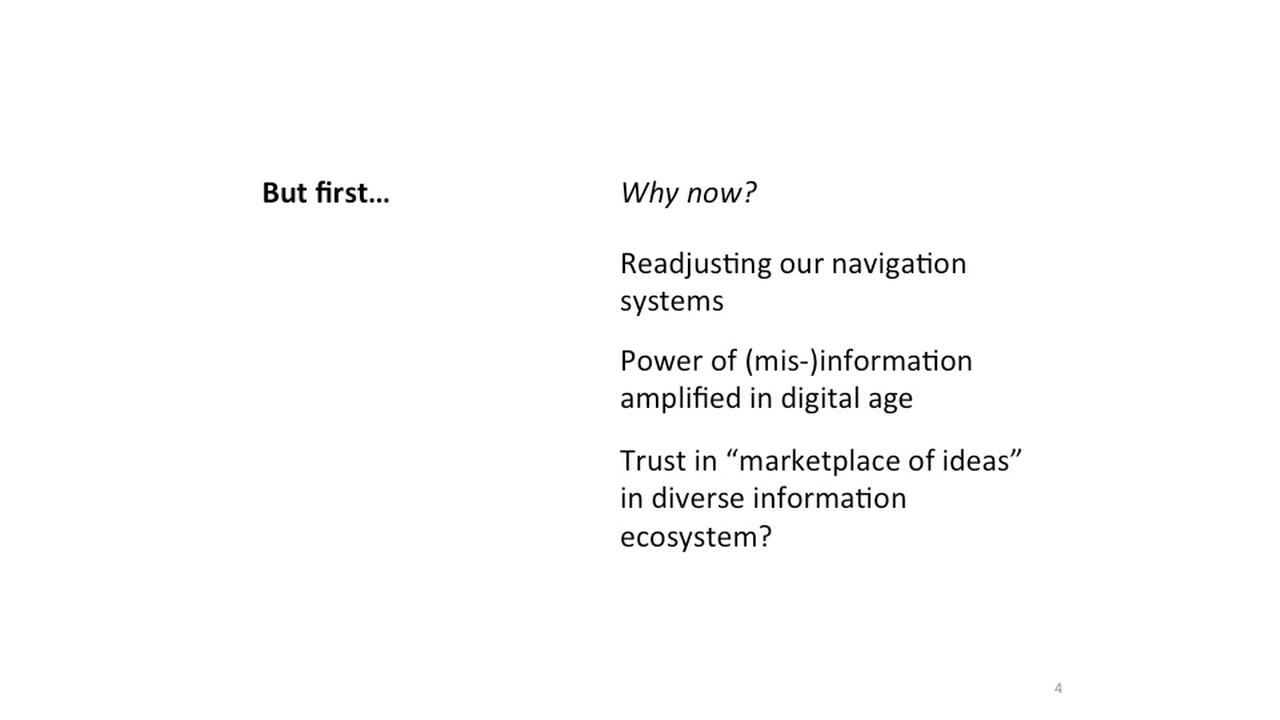 But first...
Why now?
Readjusting our navigation
systems
Power of (mis-)information
amplified in digital age
Trust in “marketplace of ideas”
in diverse information
ecosystem?
4